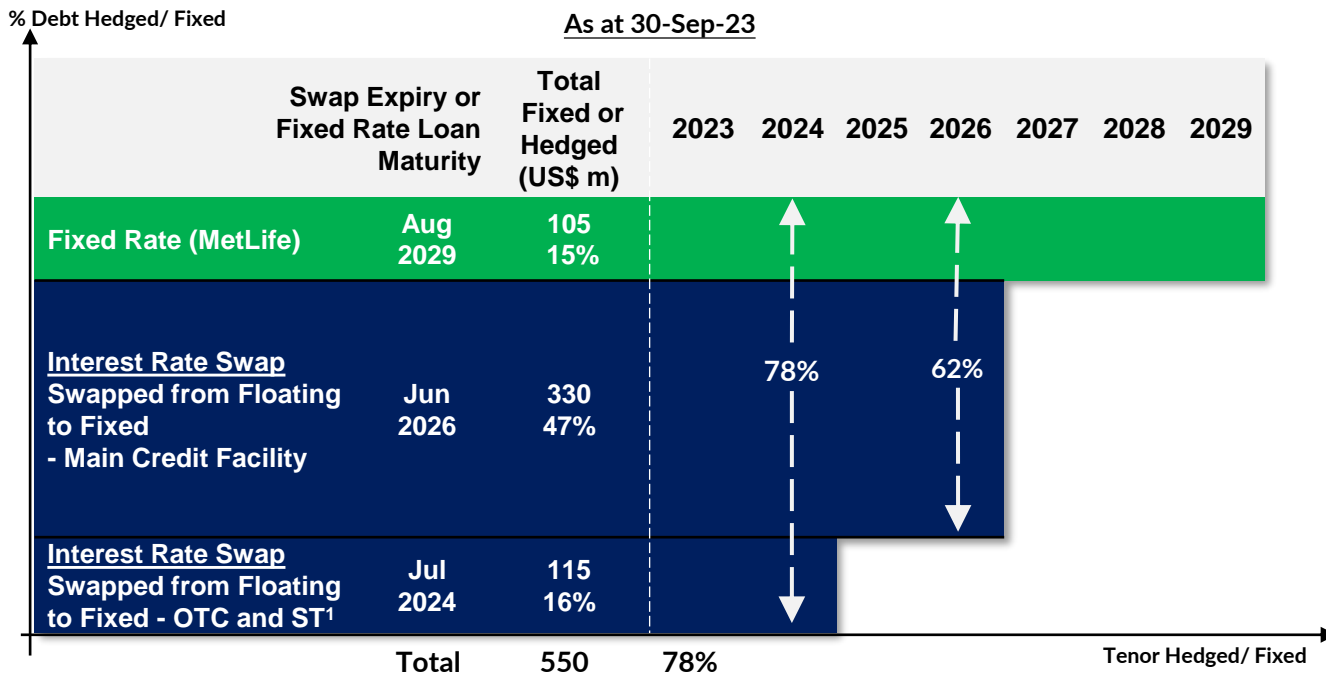 % Debt Hedged/ Fixed
As at 30-Sep-23
Swap Expiry or
Fixed Rate Loan
Maturity
Total
Fixed or
Hedged
(US$ m)
2023 2024 2025 2026 2027 2028 2029
Fixed Rate (MetLife)
Aug
2029
105
15%
Interest Rate Swap
Swapped from Floating
to Fixed
- Main Credit Facility
Jun
2026
330
47%
78%
62%
Interest Rate Swap
Swapped from Floating
to Fixed - OTC and ST¹
Jul
2024
115
16%
Total 550 78%
Tenor Hedged/ Fixed